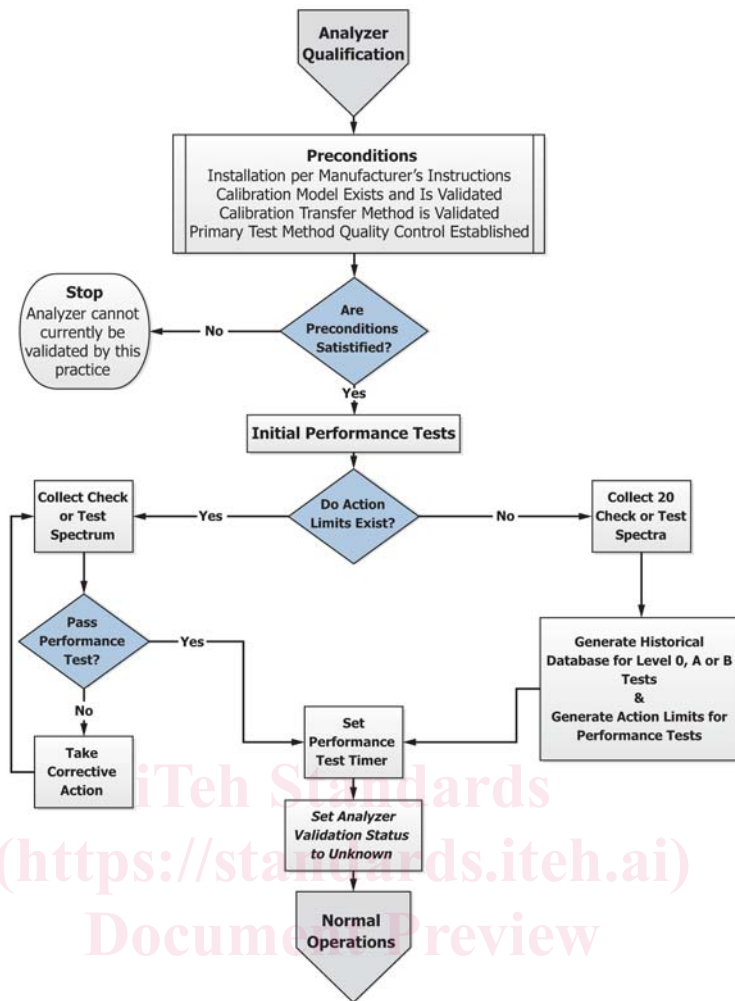 Analyzer
Qualification
Preconditions
Installation per Manufacturer's Instructions
Calibration Model Exists and Is Validated
Calibration Transfer Method is Validated
Primary Test Method Quality Control Established
Stop
Analyzer cannot
currently be
validated by this
practice
No
Are
Preconditions
Satistified?
Yes
Initial Performance Tests
Collect Check
or Test
Spectrum
Yes
Do Action
Limits Exist?
No
Collect 20
Check or Test
Spectra
Pass
Performance
Test?
Yes
No
Take
Corrective
Action
Generate Historical
Database for Level 0, A or B
Tests
&
Generate Action Limits for
Performance Tests
Set
Performance
Test Timer
Set Analyzer
Validation Status
to Unknown
Normal
Operations
iTeh Standards
(https://standards.iteh.ai)
Document Preview